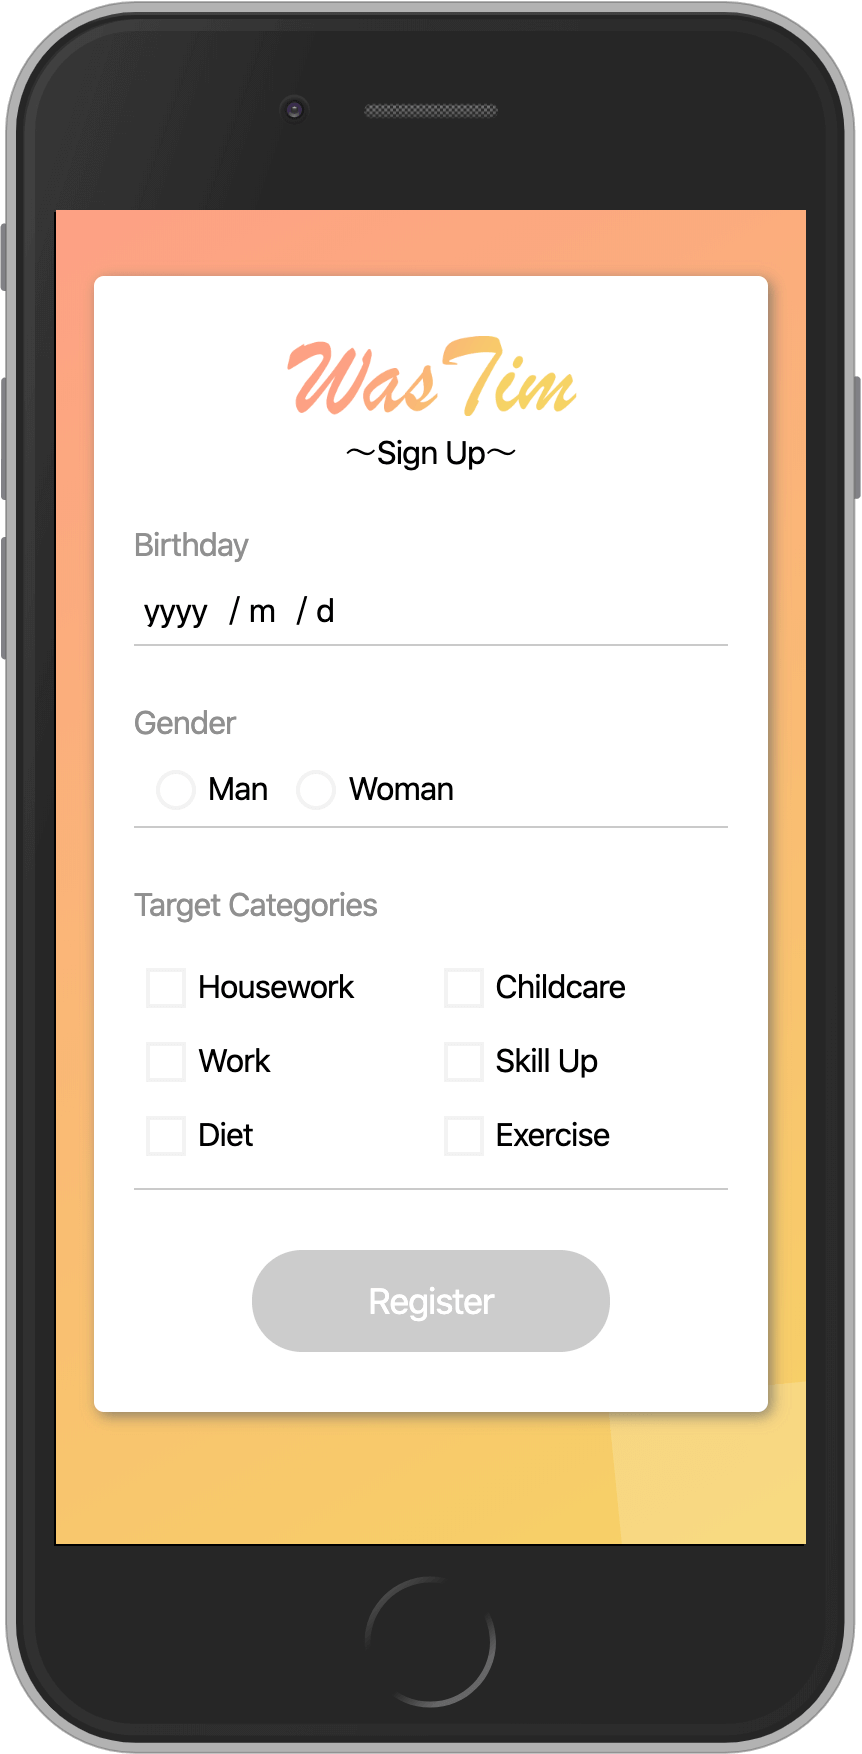 WasTim
～Sign Up～
Birthday
yyyy / m / d
Gender
Man Woman
Target Categories
Housework Childcare
Work Skill Up
Diet Exercise
Register